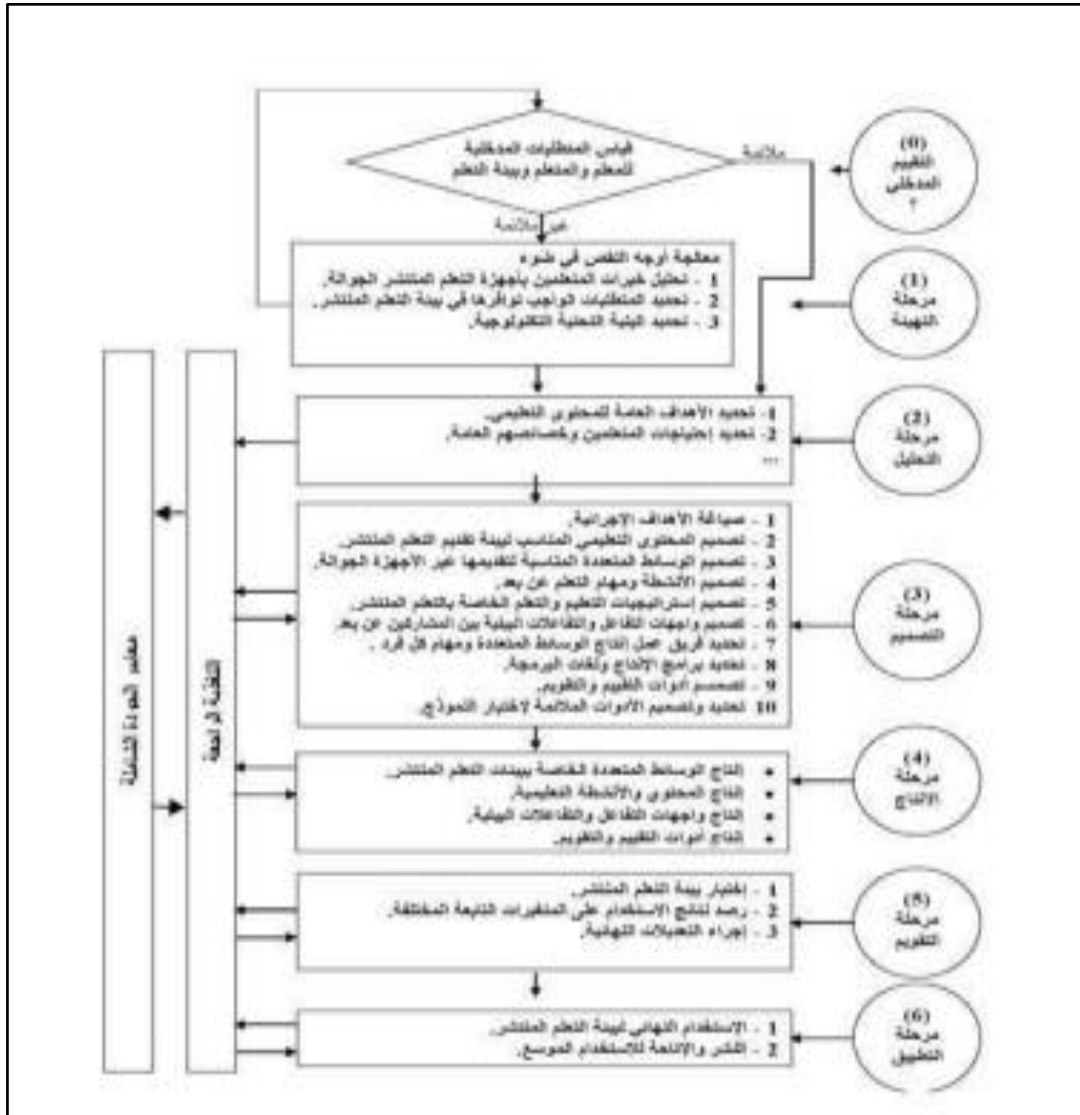 (0)
التقييم
المدخلى
؟
قياس المتطلبات المدخلية
للمعلم والمتعلم وبيئة التعلم
ملائمة
غير ملائمة
(1)
مرحلة
التهيئة
معالجة أوجه النقص في ضوء
1 - تحليل خبرات المتعلمين بأجهزة التعلم المنتشر الجوالة.
2 - تحديد المتطلبات الواجب توافرها في بيئة التعلم المنتشر.
3 - تحديد البنية التحتية التكنولوجية.
(2)
مرحلة
التحليل
1- تحديد الأهداف العامة للمحتوى التعليمي.
2- تحديد إحتياجات المتعلمين وخصائصهم العامة.
...
(3)
مرحلة
التصميم
1 - صياغة الأهداف الإجرائية.
2 - تصميم المحتوى التعليمي المناسب لبيئة تقديم التعلم المنتشر.
3 - تصميم الوسائط المتعددة المناسبة لتقديمها عبر الأجهزة الجوالة.
4 - تصميم الأنشطة ومهام التعلم عن بعد.
5 - تصميم إستراتيجيات التعليم والتعلم الخاصة بالتعلم المنتشر.
6 - تصميم واجهات التفاعل والتفاعلات البينية بين المشاركين عن بعد.
7 - تحديد فريق عمل إنتاج الوسائط المتعددة ومهام كل فرد .
8 - تحديد برامج الإنتاج ولغات البرمجة.
9 - تصمسم أدوات التقييم والتقويم.
10 تحديد وتصميم الأدوات الملائمة لإختبار النموذج.
(4)
مرحلة
الإنتاج
• إنتاج الوسائط المتعددة الخاصة ببيئات التعلم المنتشر.
• إنتاج المحتوى والأنشطة التعليمية.
• إنتاج واجهات التفاعل والتفاعلات البينية.
• إنتاج أدوات التقييم والتقويم.
(5)
مرحلة
التقويم
1 - إختبار بيئة التعلم المنتشر.
2 - رصد نتائج الاستخدام على المتغيرات التابعة المختلفة.
3 - إجراء التعديلات النهائية.
(6)
مرحلة
التطبيق
1 - الاستخدام النهائي لبيئة التعلم المنتشر.
2 - النشر والإتاحة للاستخدام الموسع.
التغذية الراجعة
معايير الجودة الشاملة